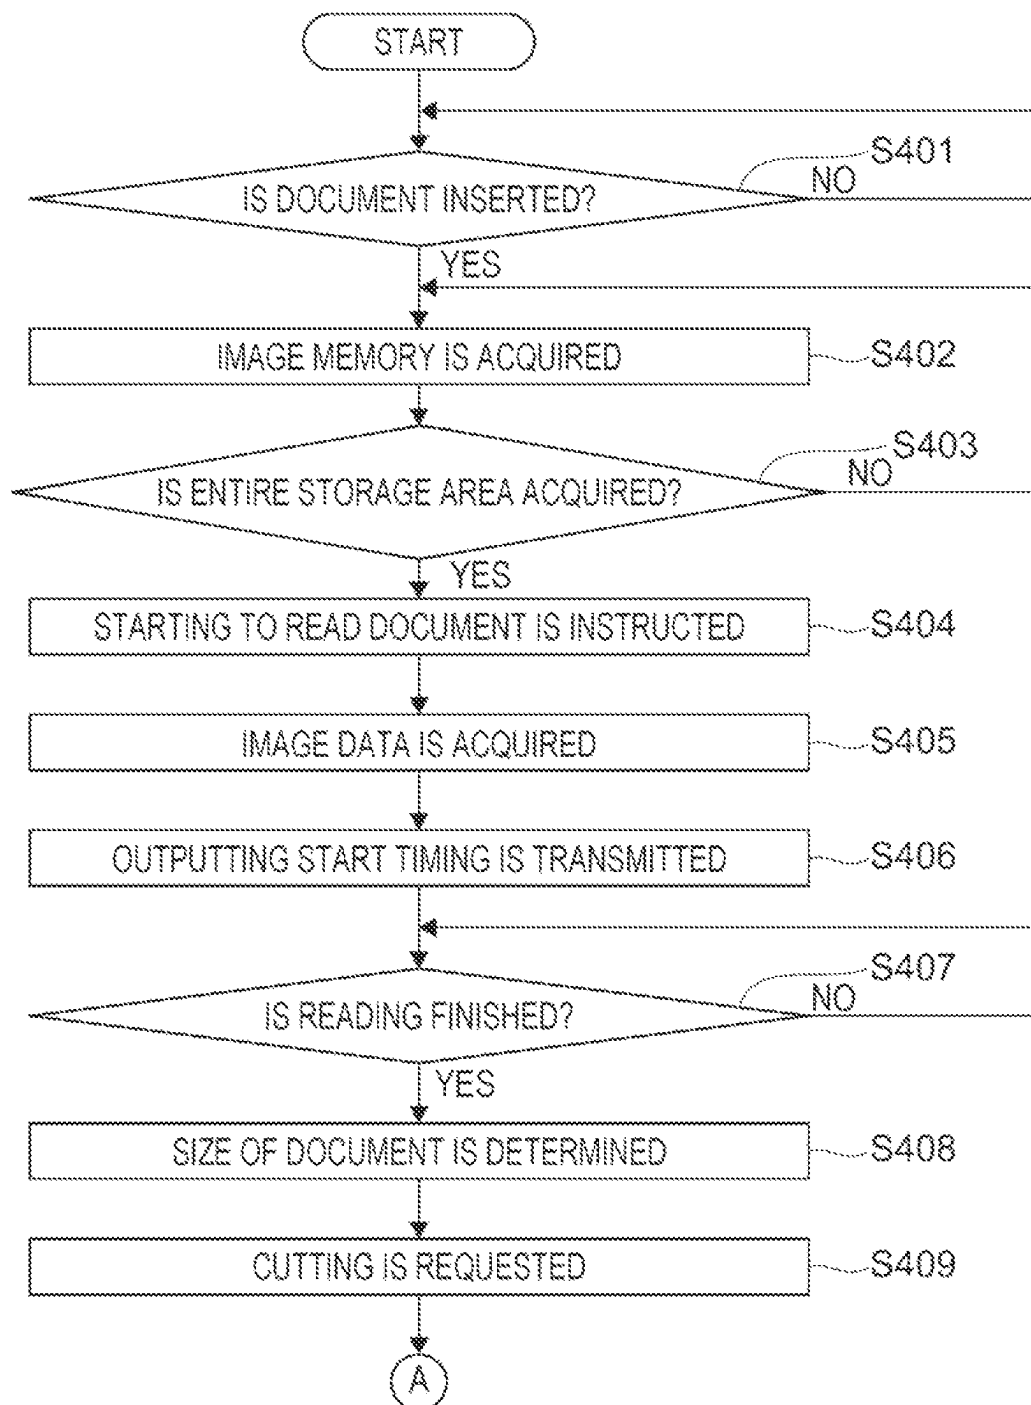 START
S401
IS DOCUMENT INSERTED?
NO
YES
IMAGE MEMORY IS ACQUIRED
S402
S403
IS ENTIRE STORAGE AREA ACQUIRED?
NO
YES
STARTING TO READ DOCUMENT IS INSTRUCTED
S404
IMAGE DATA IS ACQUIRED
S405
OUTPUTTING START TIMING IS TRANSMITTED
S406
S407
IS READING FINISHED?
NO
YES
SIZE OF DOCUMENT IS DETERMINED
S408
CUTTING IS REQUESTED
S409
A